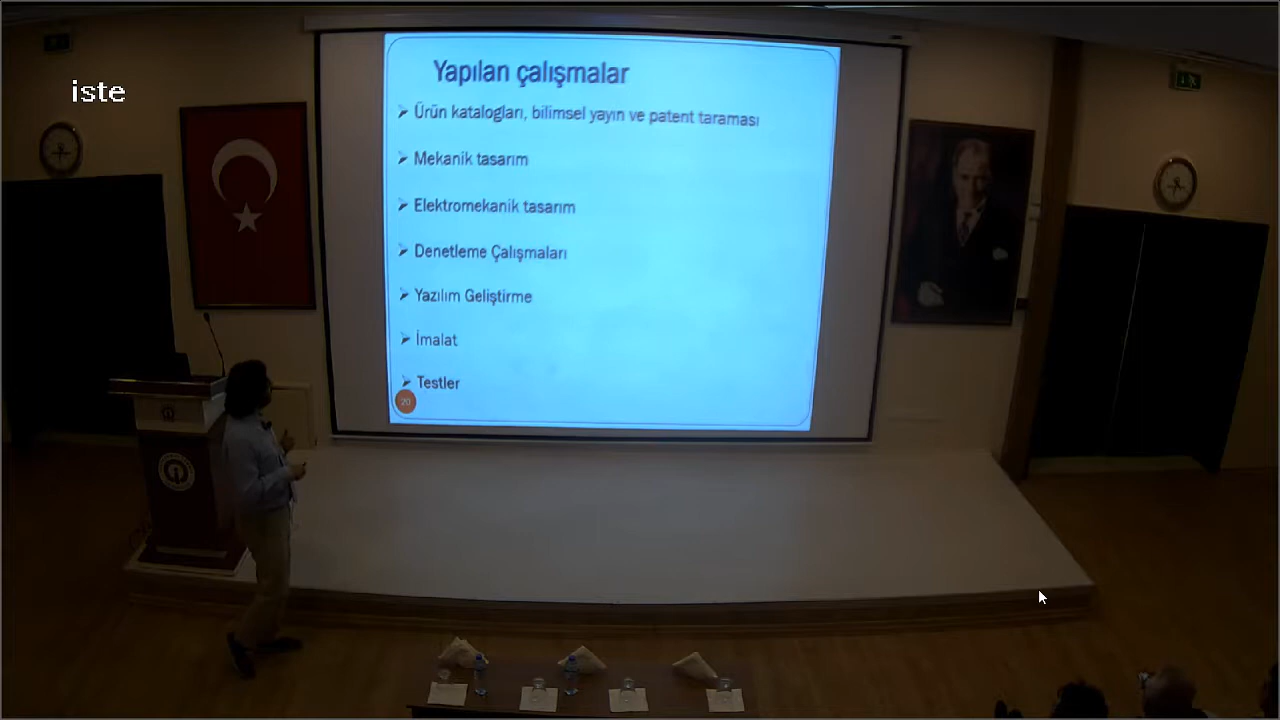 iste
Yapılan çalışmalar
Ürün katalogları, bilimsel yayın ve patent taraması
Mekanik tasarım
Elektromekanik tasarım
Denetleme Çalışmaları
Yazılım Geliştirme
İmalat
Testler
20